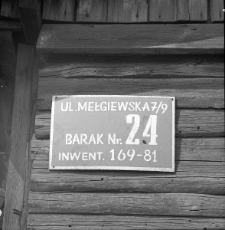 UL. MEŁGIEWSKA 7/9
BARAK Nr. 24
INWENT. 169-81